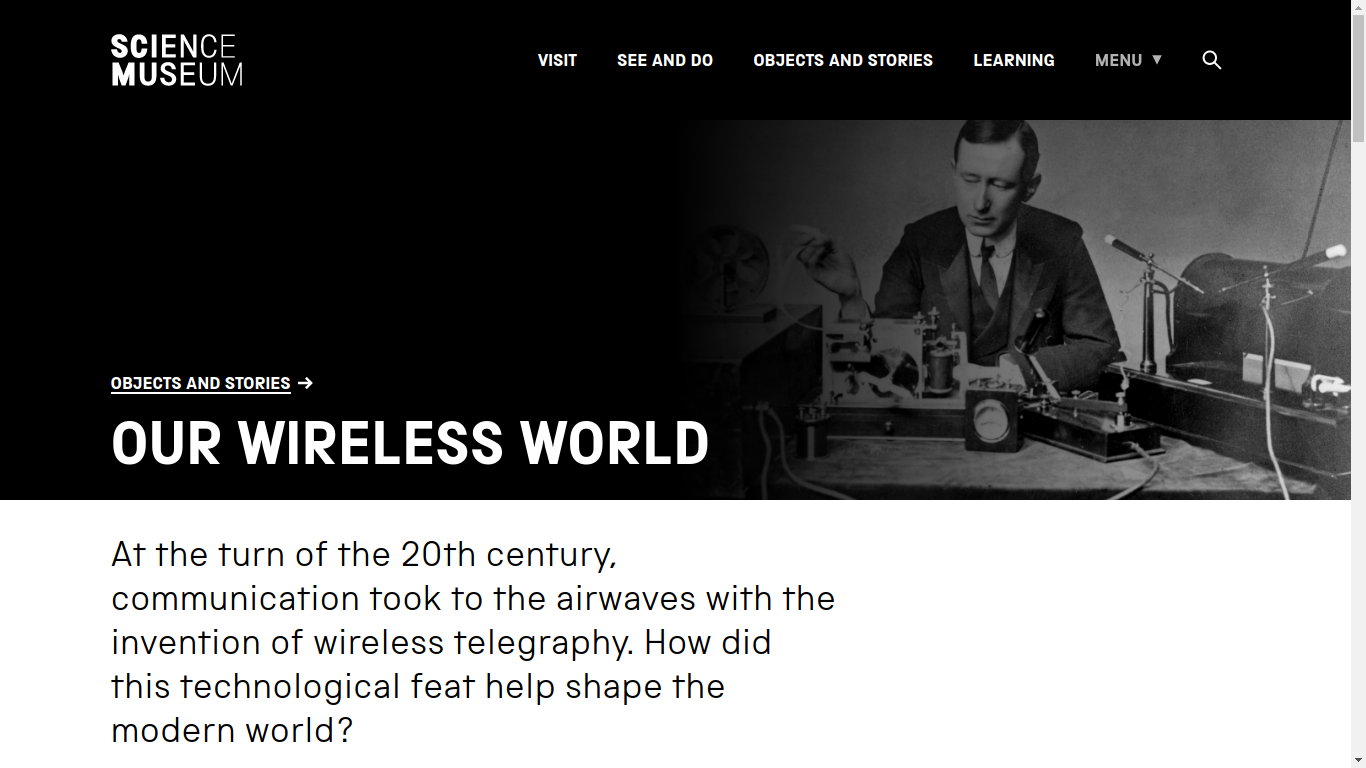 SCIENCE
MUSEUM
VISIT SEE AND DO OBJECTS AND STORIES LEARNING MENU ▼
OBJECTS AND STORIES →
OUR WIRELESS WORLD
At the turn of the 20th century,
communication took to the airwaves with the
invention of wireless telegraphy. How did
this technological feat help shape the
modern world?